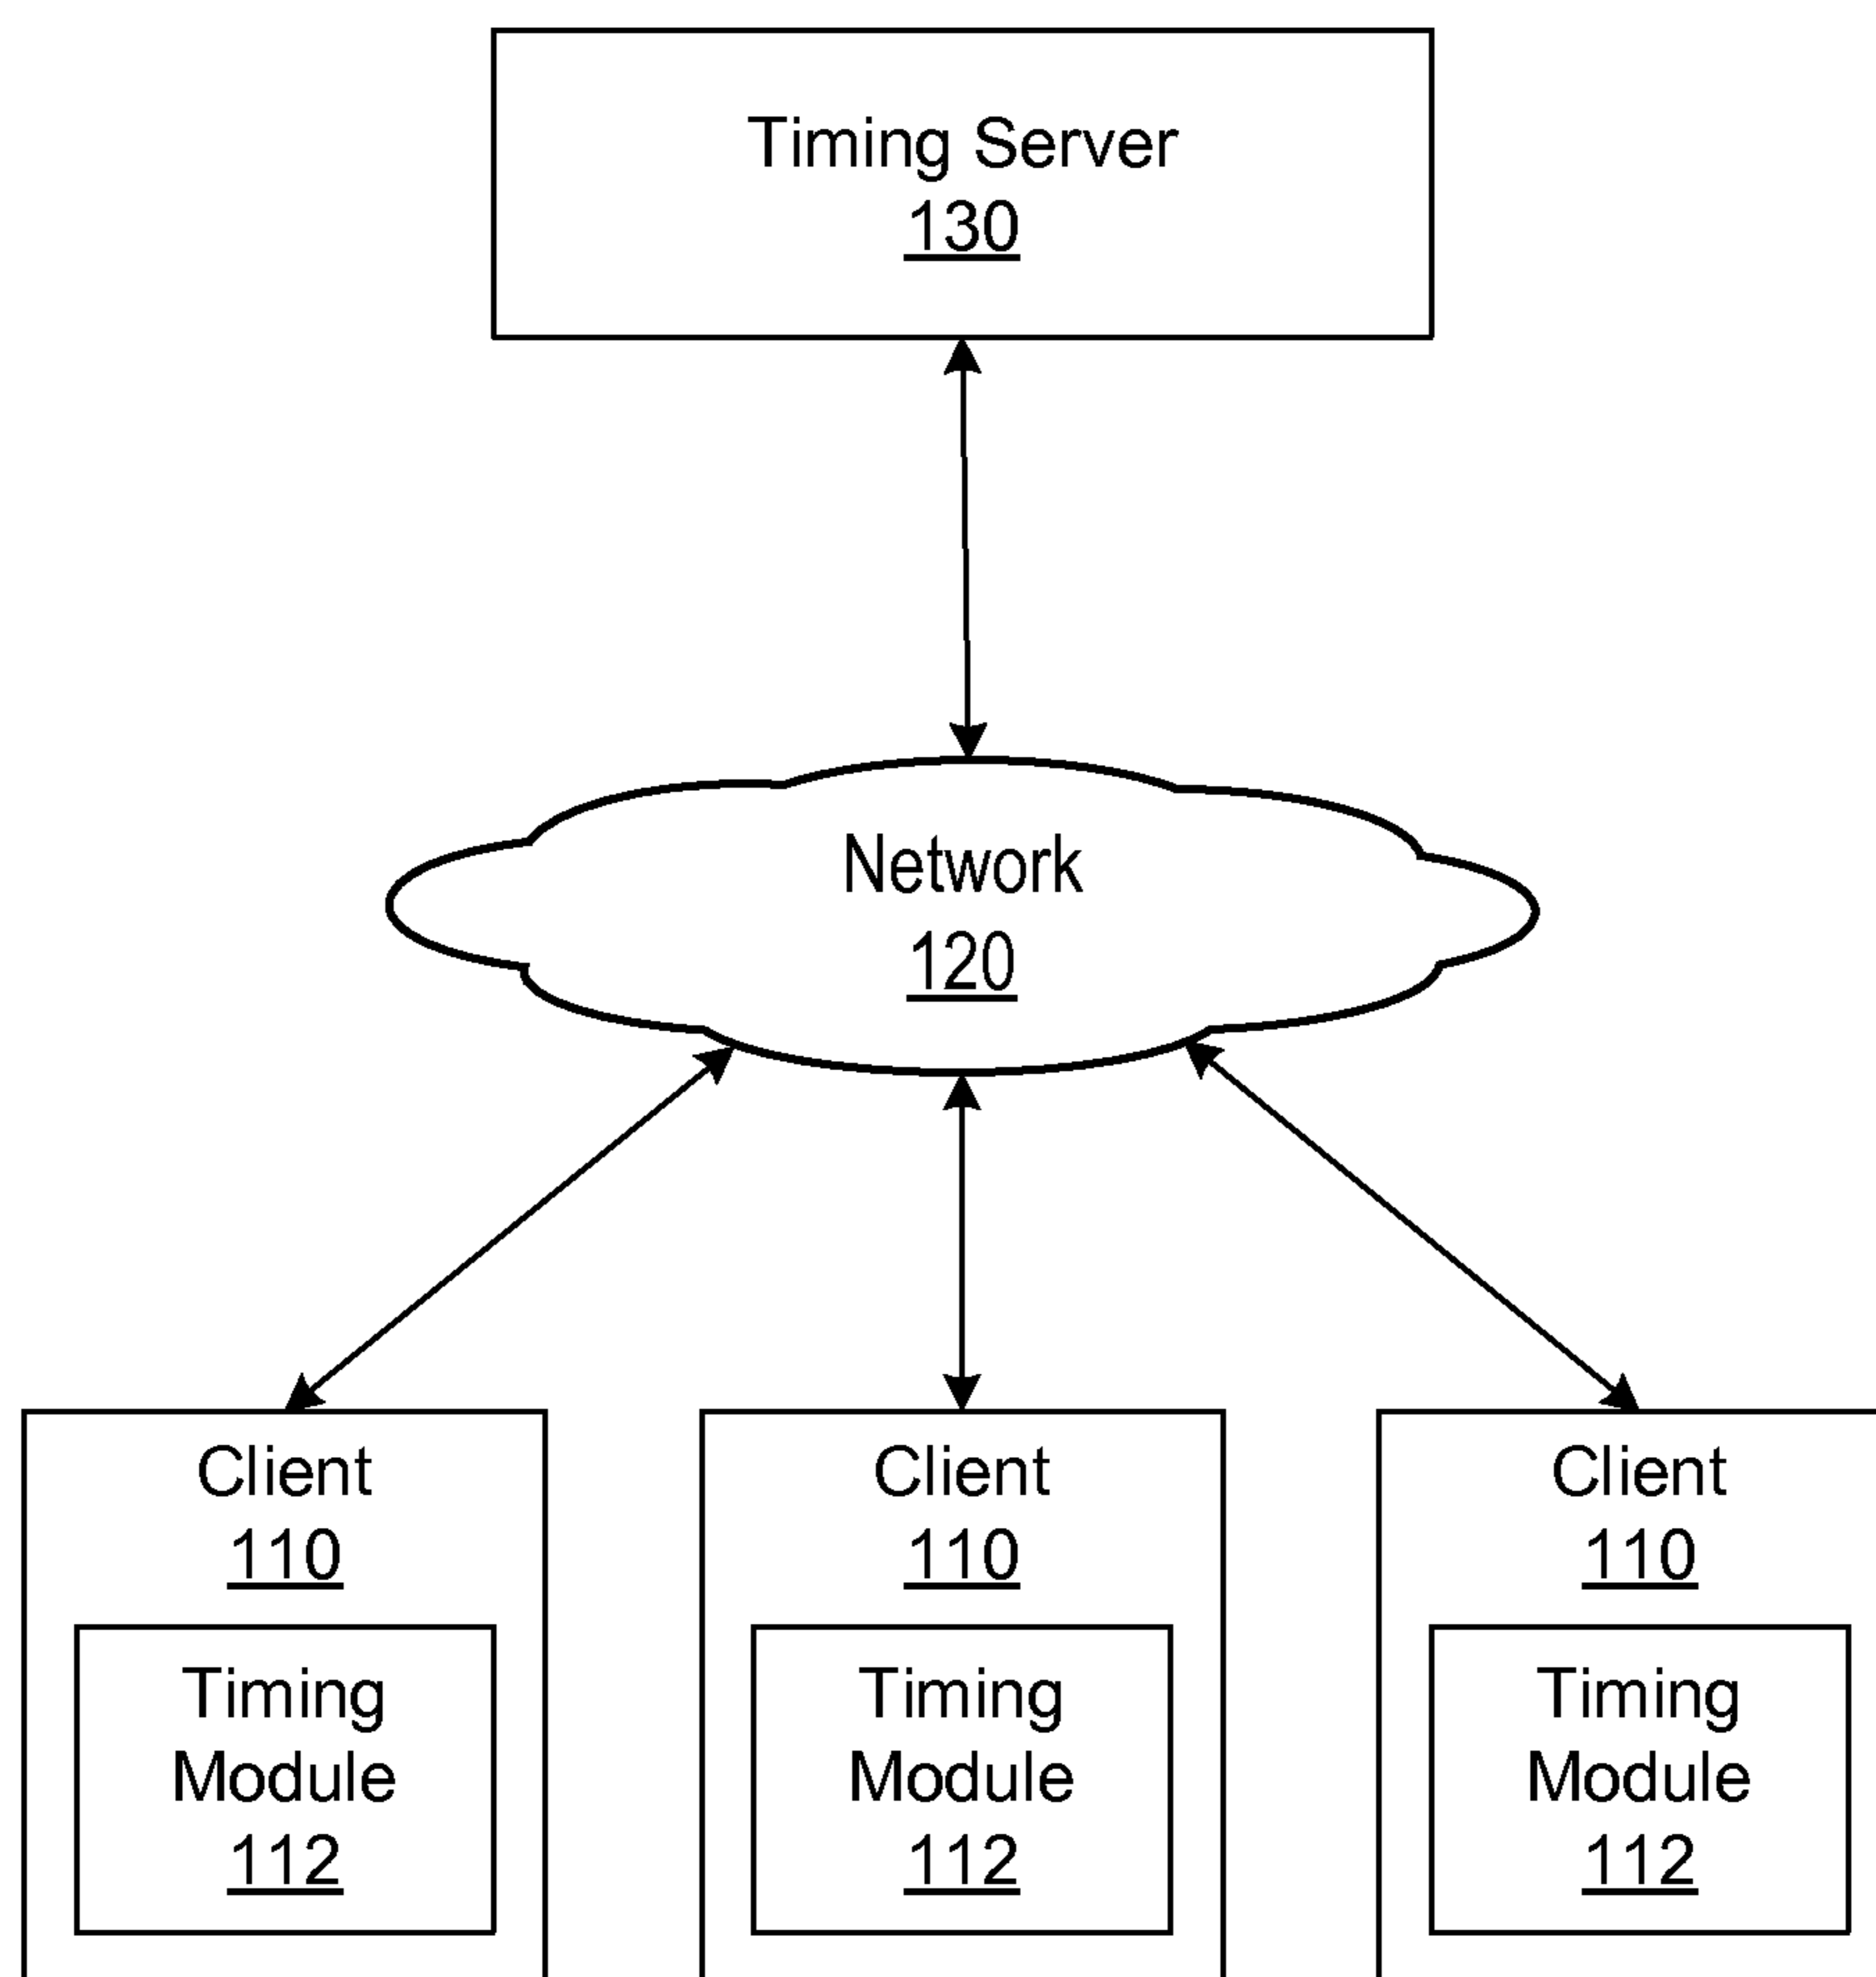 Timing Server
130
Network
120
Client
110
Timing
Module
112
Client
110
Timing
Module
112
Client
110
Timing
Module
112